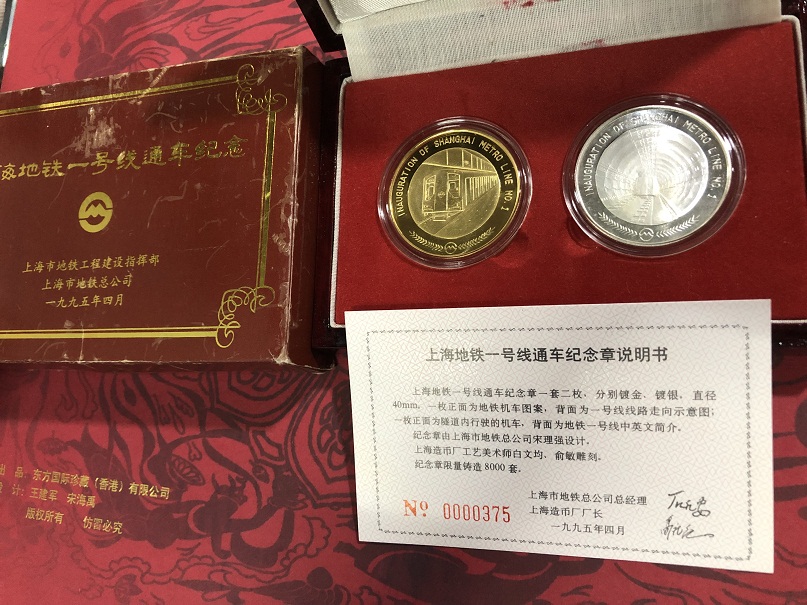 海地铁一号线通车纪念
上海市地铁工程建设指挥部
上海市地铁总公司
一九九五年四月
INAUGURATION OF SHANGHAI METRO LINE NO.1
INAUGURATION OF SHANGHAI METRO LINE NO.1
上海地铁一号线通车纪念章说明书
上海地铁一号线通车纪念章一套二枚，分别镀金、镀银，直径
40mm，一枚正面为地铁机车图案，背面为一号线线路走向示意图；
一枚正面为隧道内行驶的机车，背面为地铁一号线中英文简介。
纪念章由上海市地铁总公司宋理强设计。
上海造币厂工艺美术师白文均、俞敏雕刻。
纪念章限量铸造8000套。
上海市地铁总公司总经理
上海造币厂厂长
一九九五年四月
Nº 0000375
出 品：东方国际珍藏（香港）有限公司
计：王建军 宋海禹
版权所有 仿冒必究